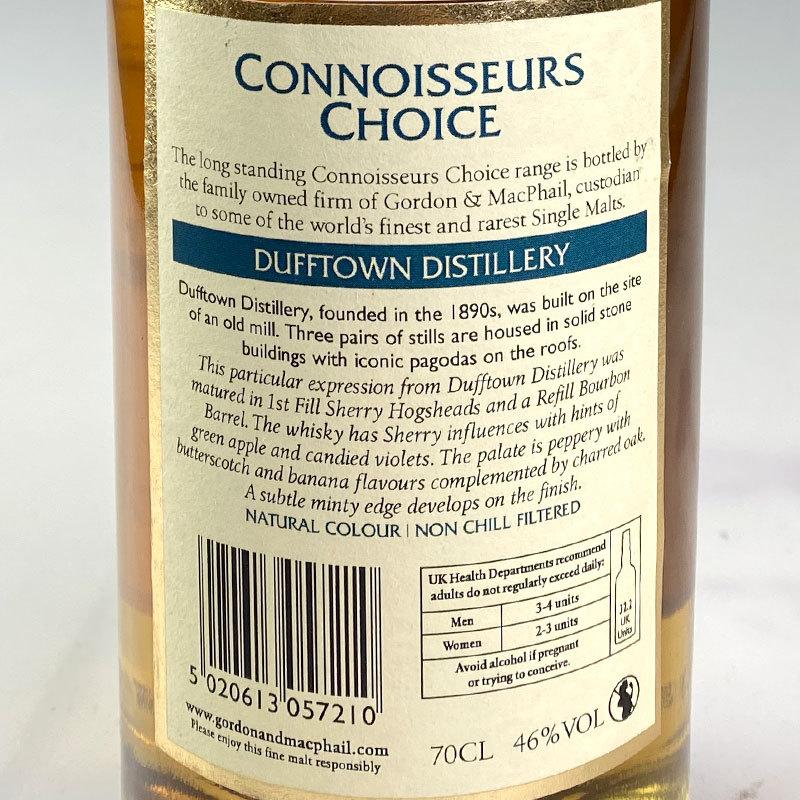 CONNOISSEURS
CHOICE
The long standing Connoisseurs Choice range is bottled by
the family owned firm of Gordon & MacPhail, custodian
to some of the world's finest and rarest Single Malts.
DUFFTOWN DISTILLERY
Dufftown Distillery, founded in the 1890s, was built on the site
of an old mill. Three pairs of stills are housed in solid stone
buildings with iconic pagodas on the roofs.
This particular expression from Dufftown Distillery was
matured in 1st Fill Sherry Hogsheads and a Refill Bourbon
Barrel. The whisky has Sherry influences with hints of
green apple and candied violets. The palate is peppery with
butterscotch and banana flavours complemented by charred oak.
A subtle minty edge develops on the finish.
NATURAL COLOUR | NON CHILL FILTERED
UK Health Departments recommend
adults do not regularly exceed daily:
Men 3-4 units
Women 2-3 units
Avoid alcohol if pregnant
or trying to conceive.
32.2
UK
Units
5 020613 057210
www.gordonandmacphail.com
Please enjoy this fine malt responsibly
70CL 46%VOL